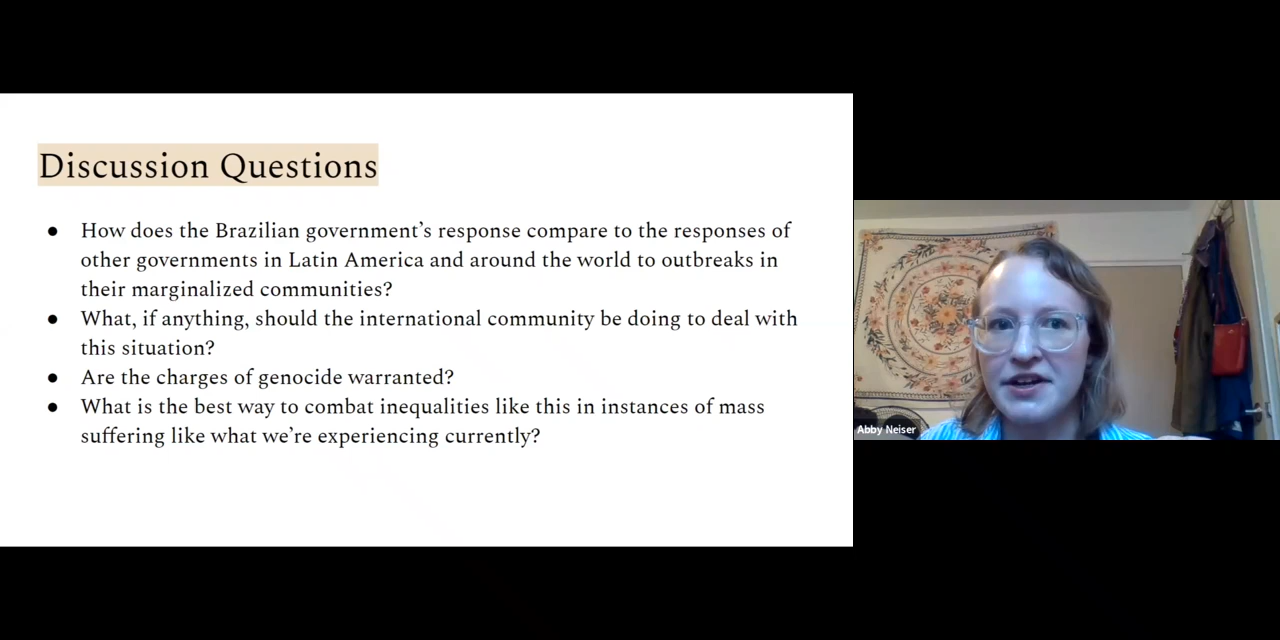 Discussion Questions
● How does the Brazilian government’s response compare to the responses of
other governments in Latin America and around the world to outbreaks in
their marginalized communities?
● What, if anything, should the international community be doing to deal with
this situation?
● Are the charges of genocide warranted?
● What is the best way to combat inequalities like this in instances of mass
suffering like what we’re experiencing currently?
Abby Neiser